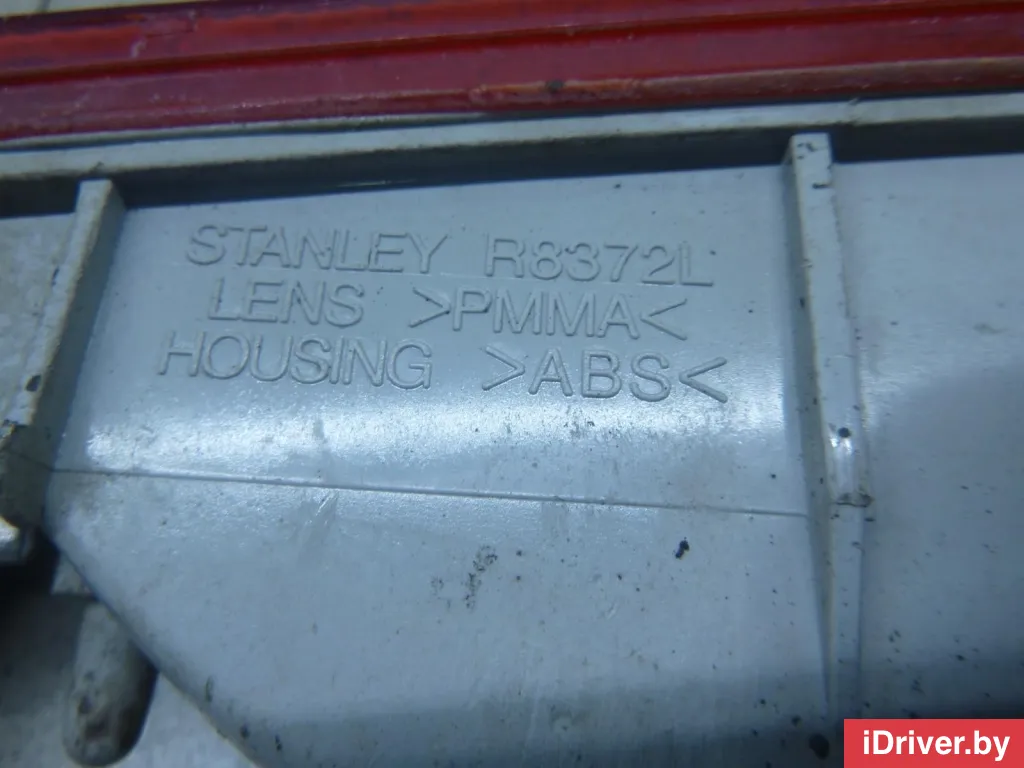 STANLEY R8372L
LENS >PMMA<
HOUSING >ABS<
iDriver.by